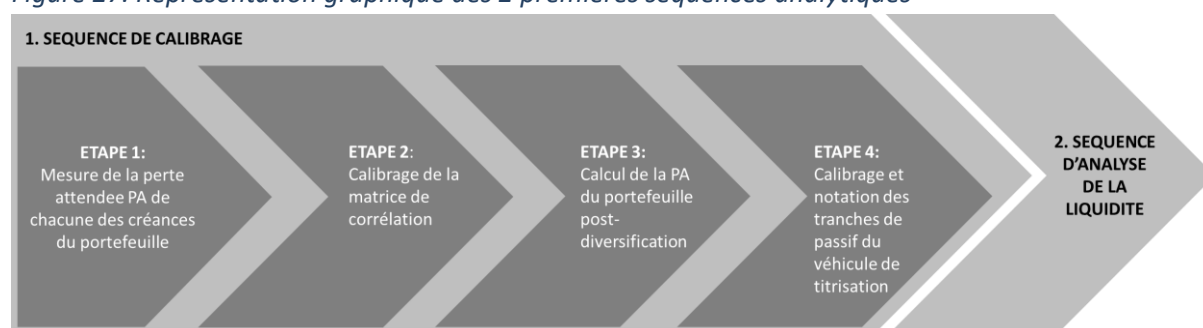 Figure 17: Représentation graphique des 2 premières séquences analytiques
1. SEQUENCE DE CALIBRAGE
ETAPE 1:
Mesure de la perte
attendee PA de
chacune des créances
du portefeuille
ETAPE 2:
Calibrage de la
matrice de
corrélation
ETAPE 3:
Calcul de la PA
du portefeuille
post-
diversification
ETAPE 4:
Calibrage et
notation des
tranches de
passif du
véhicule de
titrisation
2. SEQUENCE
D’ANALYSE
DE LA
LIQUIDITE